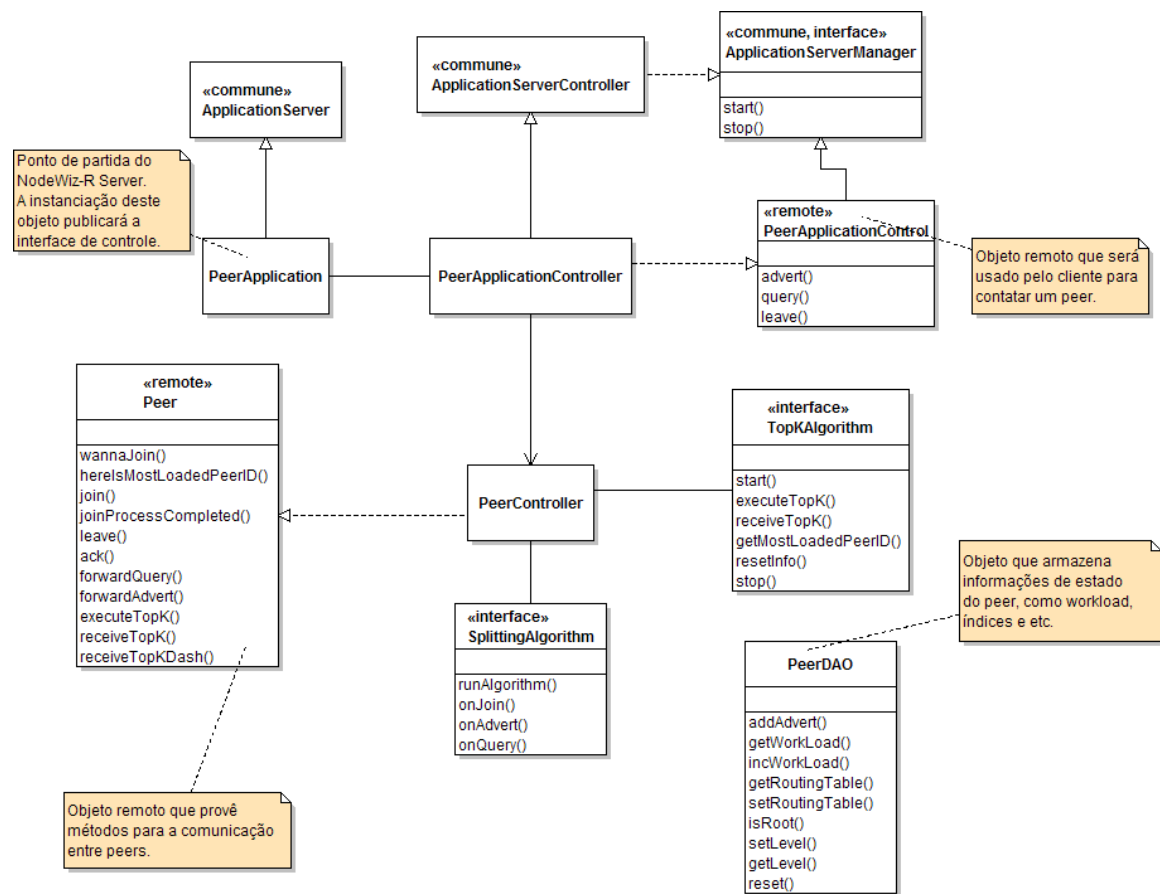 «commune, interface»
ApplicationServerManager
start()
stop()
«commune»
ApplicationServerController
«commune»
ApplicationServer
Ponto de partida do
NodeWiz-R Server.
A instanciação deste
objeto publicará a
interface de controle.
«remote»
PeerApplicationControl
advert()
query()
leave()
Objeto remoto que será
usado pelo cliente para
contatar um peer.
PeerApplication
PeerApplicationController
«remote»
Peer
wannaJoin()
hereIsMostLoadedPeerID()
join()
joinProcessCompleted()
leave()
ack()
forwardQuery()
forwardAdvert()
executeTopK()
receiveTopK()
receiveTopKDash()
PeerController
«interface»
TopKAlgorithm
start()
executeTopK()
receiveTopK()
getMostLoadedPeerID()
resetInfo()
stop()
Objeto que armazena
informações de estado
do peer, como workload,
índices e etc.
«interface»
SplittingAlgorithm
runAlgorithm()
onJoin()
onAdvert()
onQuery()
PeerDAO
addAdvert()
getWorkLoad()
incWorkLoad()
getRoutingTable()
setRoutingTable()
isRoot()
setLevel()
getLevel()
reset()
Objeto remoto que provê
métodos para a comunicação
entre peers.